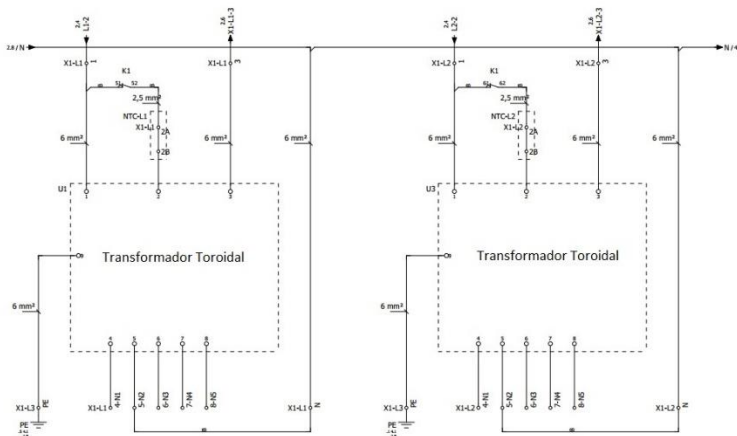 2.4
L1-2
2.6
X1-L1-3
2.4
L2-2
2.6
X1-L2-3
2.8 / N
N / 4
X1-L1
1
X1-L1
3
X1-L2
1
X1-L2
3
K1
K1
51
52
61
62
2,5 mm²
2,5 mm²
NTC-L1
NTC-L2
X1-L1
2A
X1-L2
2A
2B
2B
6 mm²
6 mm²
6 mm²
6 mm²
6 mm²
6 mm²
U1
1
2
3
U3
1
2
3
Transformador Toroidal
Transformador Toroidal
6 mm²
6 mm²
4
5
6
7
8
4
5
6
7
8
X1-L3
PE
X1-L1
4-N1
5-N2
6-N3
7-N4
8-N5
X1-L1
N
X1-L3
PE
X1-L2
4-N1
5-N2
6-N3
7-N4
8-N5
X1-L2
N
PE
PE